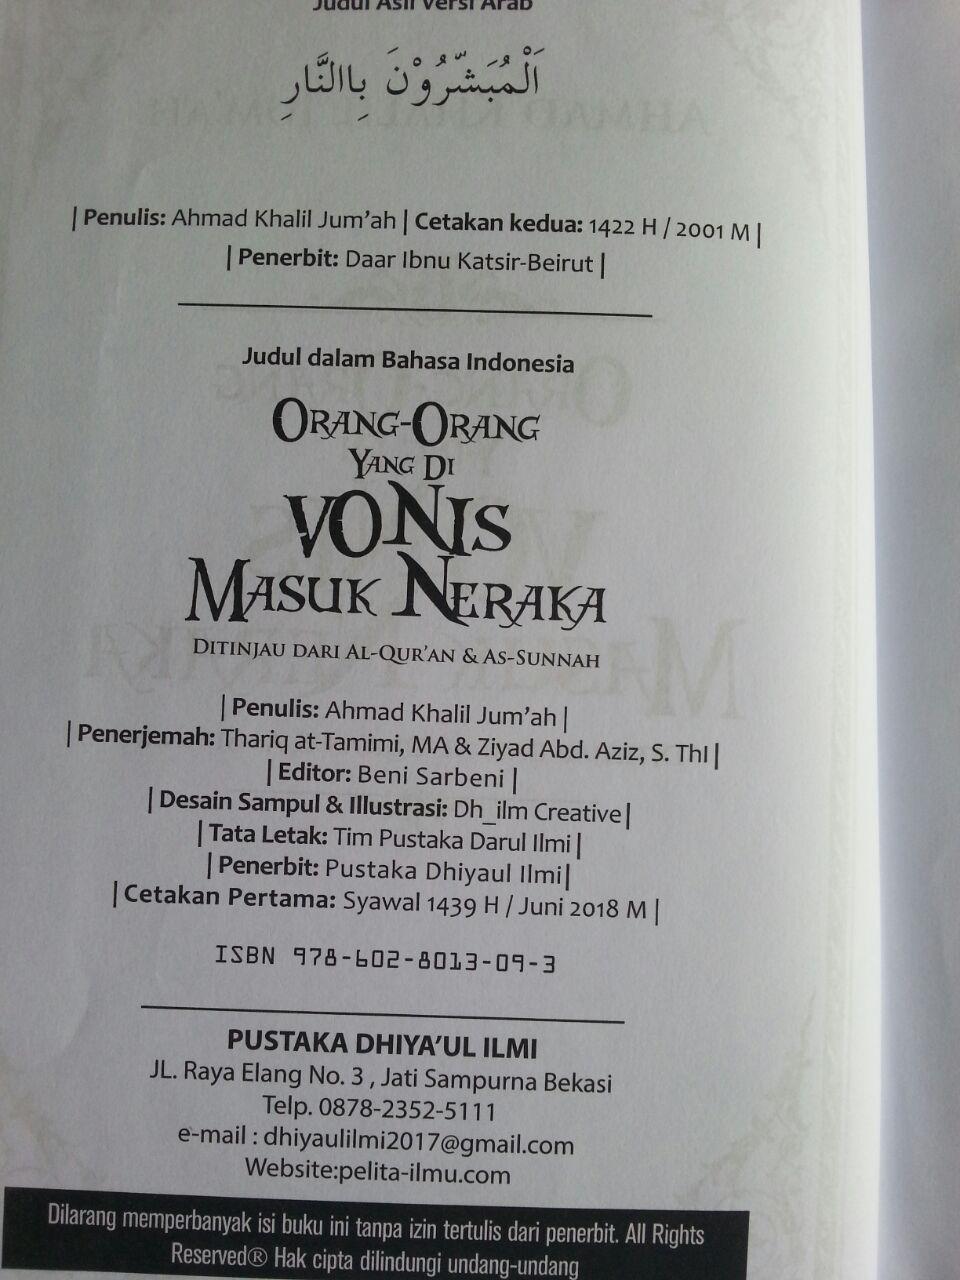 Judul Asli Versi Arab
اَلْمُبَشّرُوْنَ بِاالنَّارِ
| Penulis: Ahmad Khalil Jum'ah | Cetakan kedua: 1422 H / 2001 M |
| Penerbit: Daar Ibnu Katsir-Beirut |
Judul dalam Bahasa Indonesia
ORANG-ORANG
YANG DI
VONIS
MASUK NERAKA
DITINJAU DARI AL-QUR'AN & AS-SUNNAH
| Penulis: Ahmad Khalil Jum'ah |
| Penerjemah: Thariq at-Tamimi, MA & Ziyad Abd. Aziz, S. ThI |
| Editor: Beni Sarbeni |
| Desain Sampul & Illustrasi: Dh_ilm Creative |
| Tata Letak: Tim Pustaka Darul Ilmi |
| Penerbit: Pustaka Dhiyaul Ilmi |
| Cetakan Pertama: Syawal 1439 H / Juni 2018 M |
ISBN 978-602-8013-09-3
PUSTAKA DHIYA'UL ILMI
JL. Raya Elang No. 3 , Jati Sampurna Bekasi
Telp. 0878-2352-5111
e-mail : dhiyaulilmi2017@gmail.com
Website:pelita-ilmu.com
Dilarang memperbanyak isi buku ini tanpa izin tertulis dari penerbit. All Rights
Reserved® Hak cipta dilindungi undang-undang